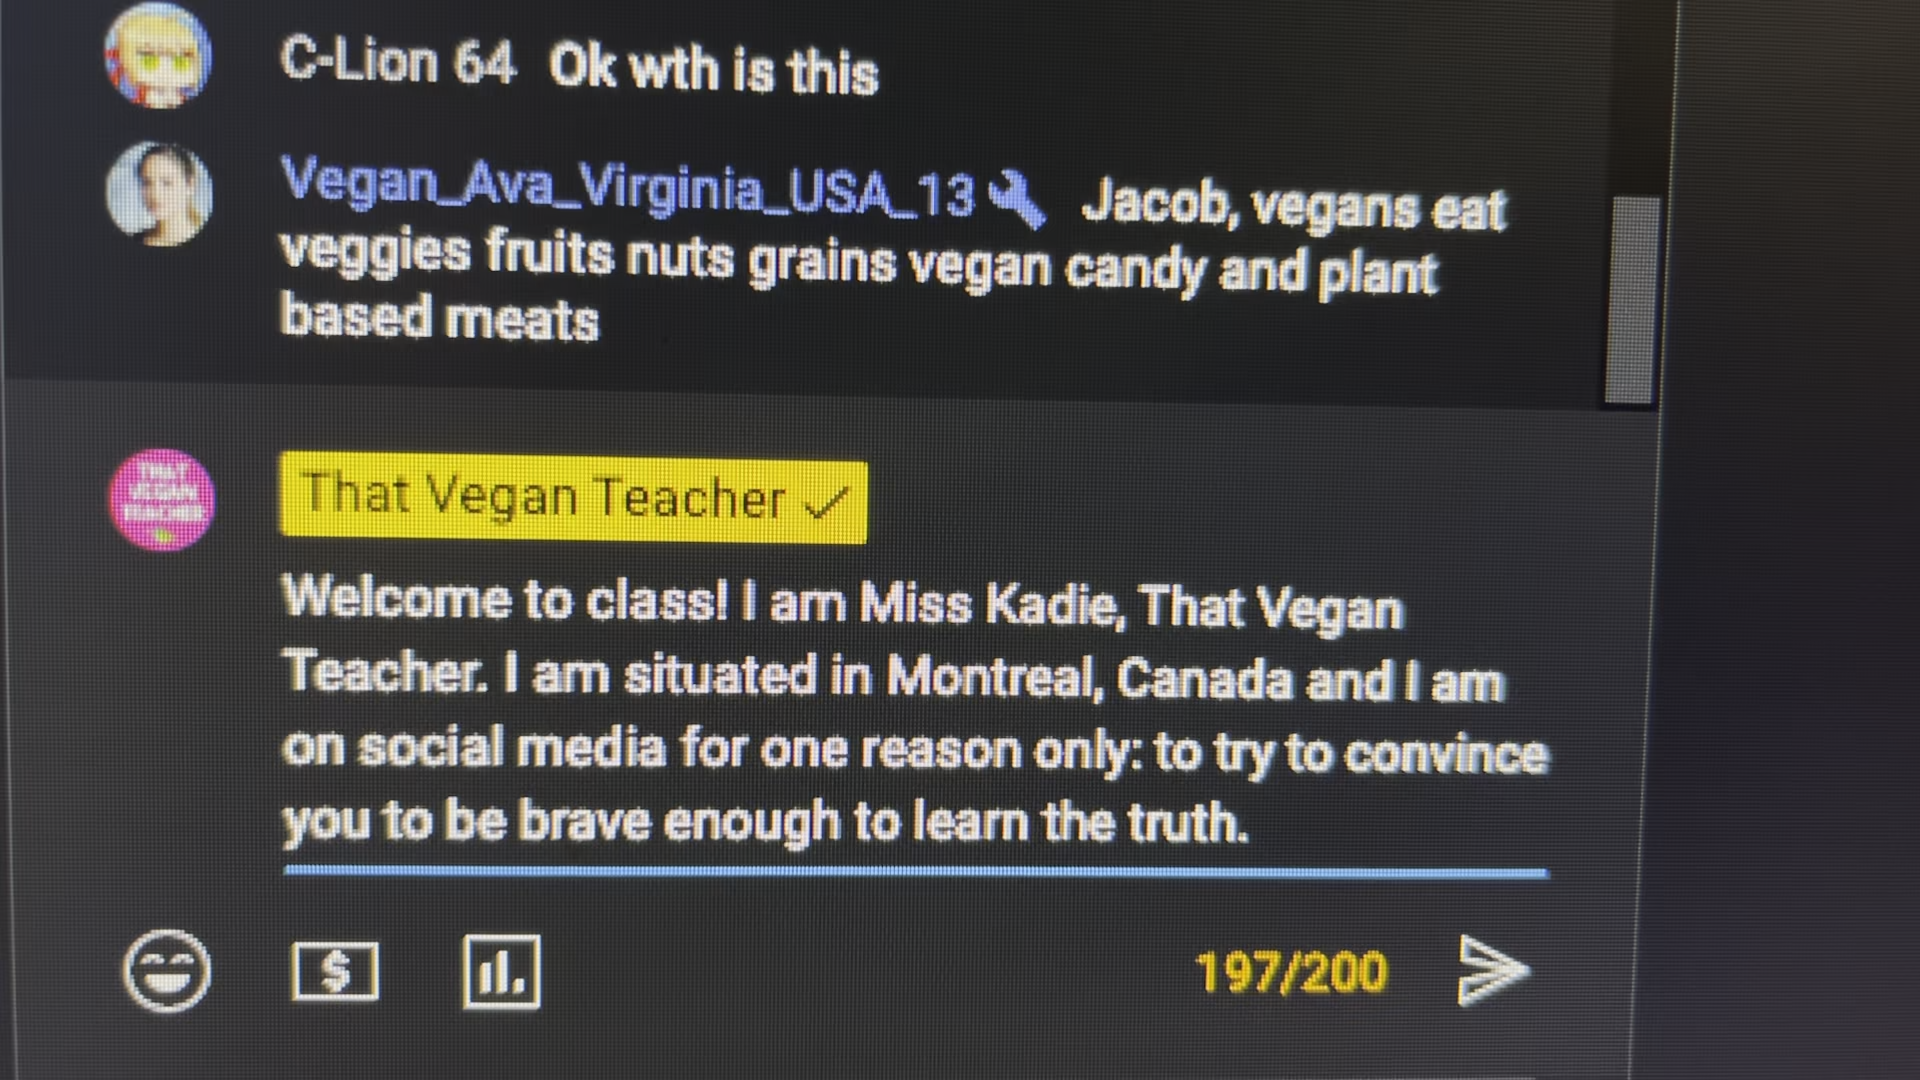 C-Lion 64 Ok wth is this
Vegan_Ava_Virginia_USA_13 Jacob, vegans eat
veggies fruits nuts grains vegan candy and plant
based meats
THAT
VEGAN
TEACHER
That Vegan Teacher ✓
Welcome to class! I am Miss Kadie, That Vegan
Teacher. I am situated in Montreal, Canada and I am
on social media for one reason only: to try to convince
you to be brave enough to learn the truth.
$
197/200